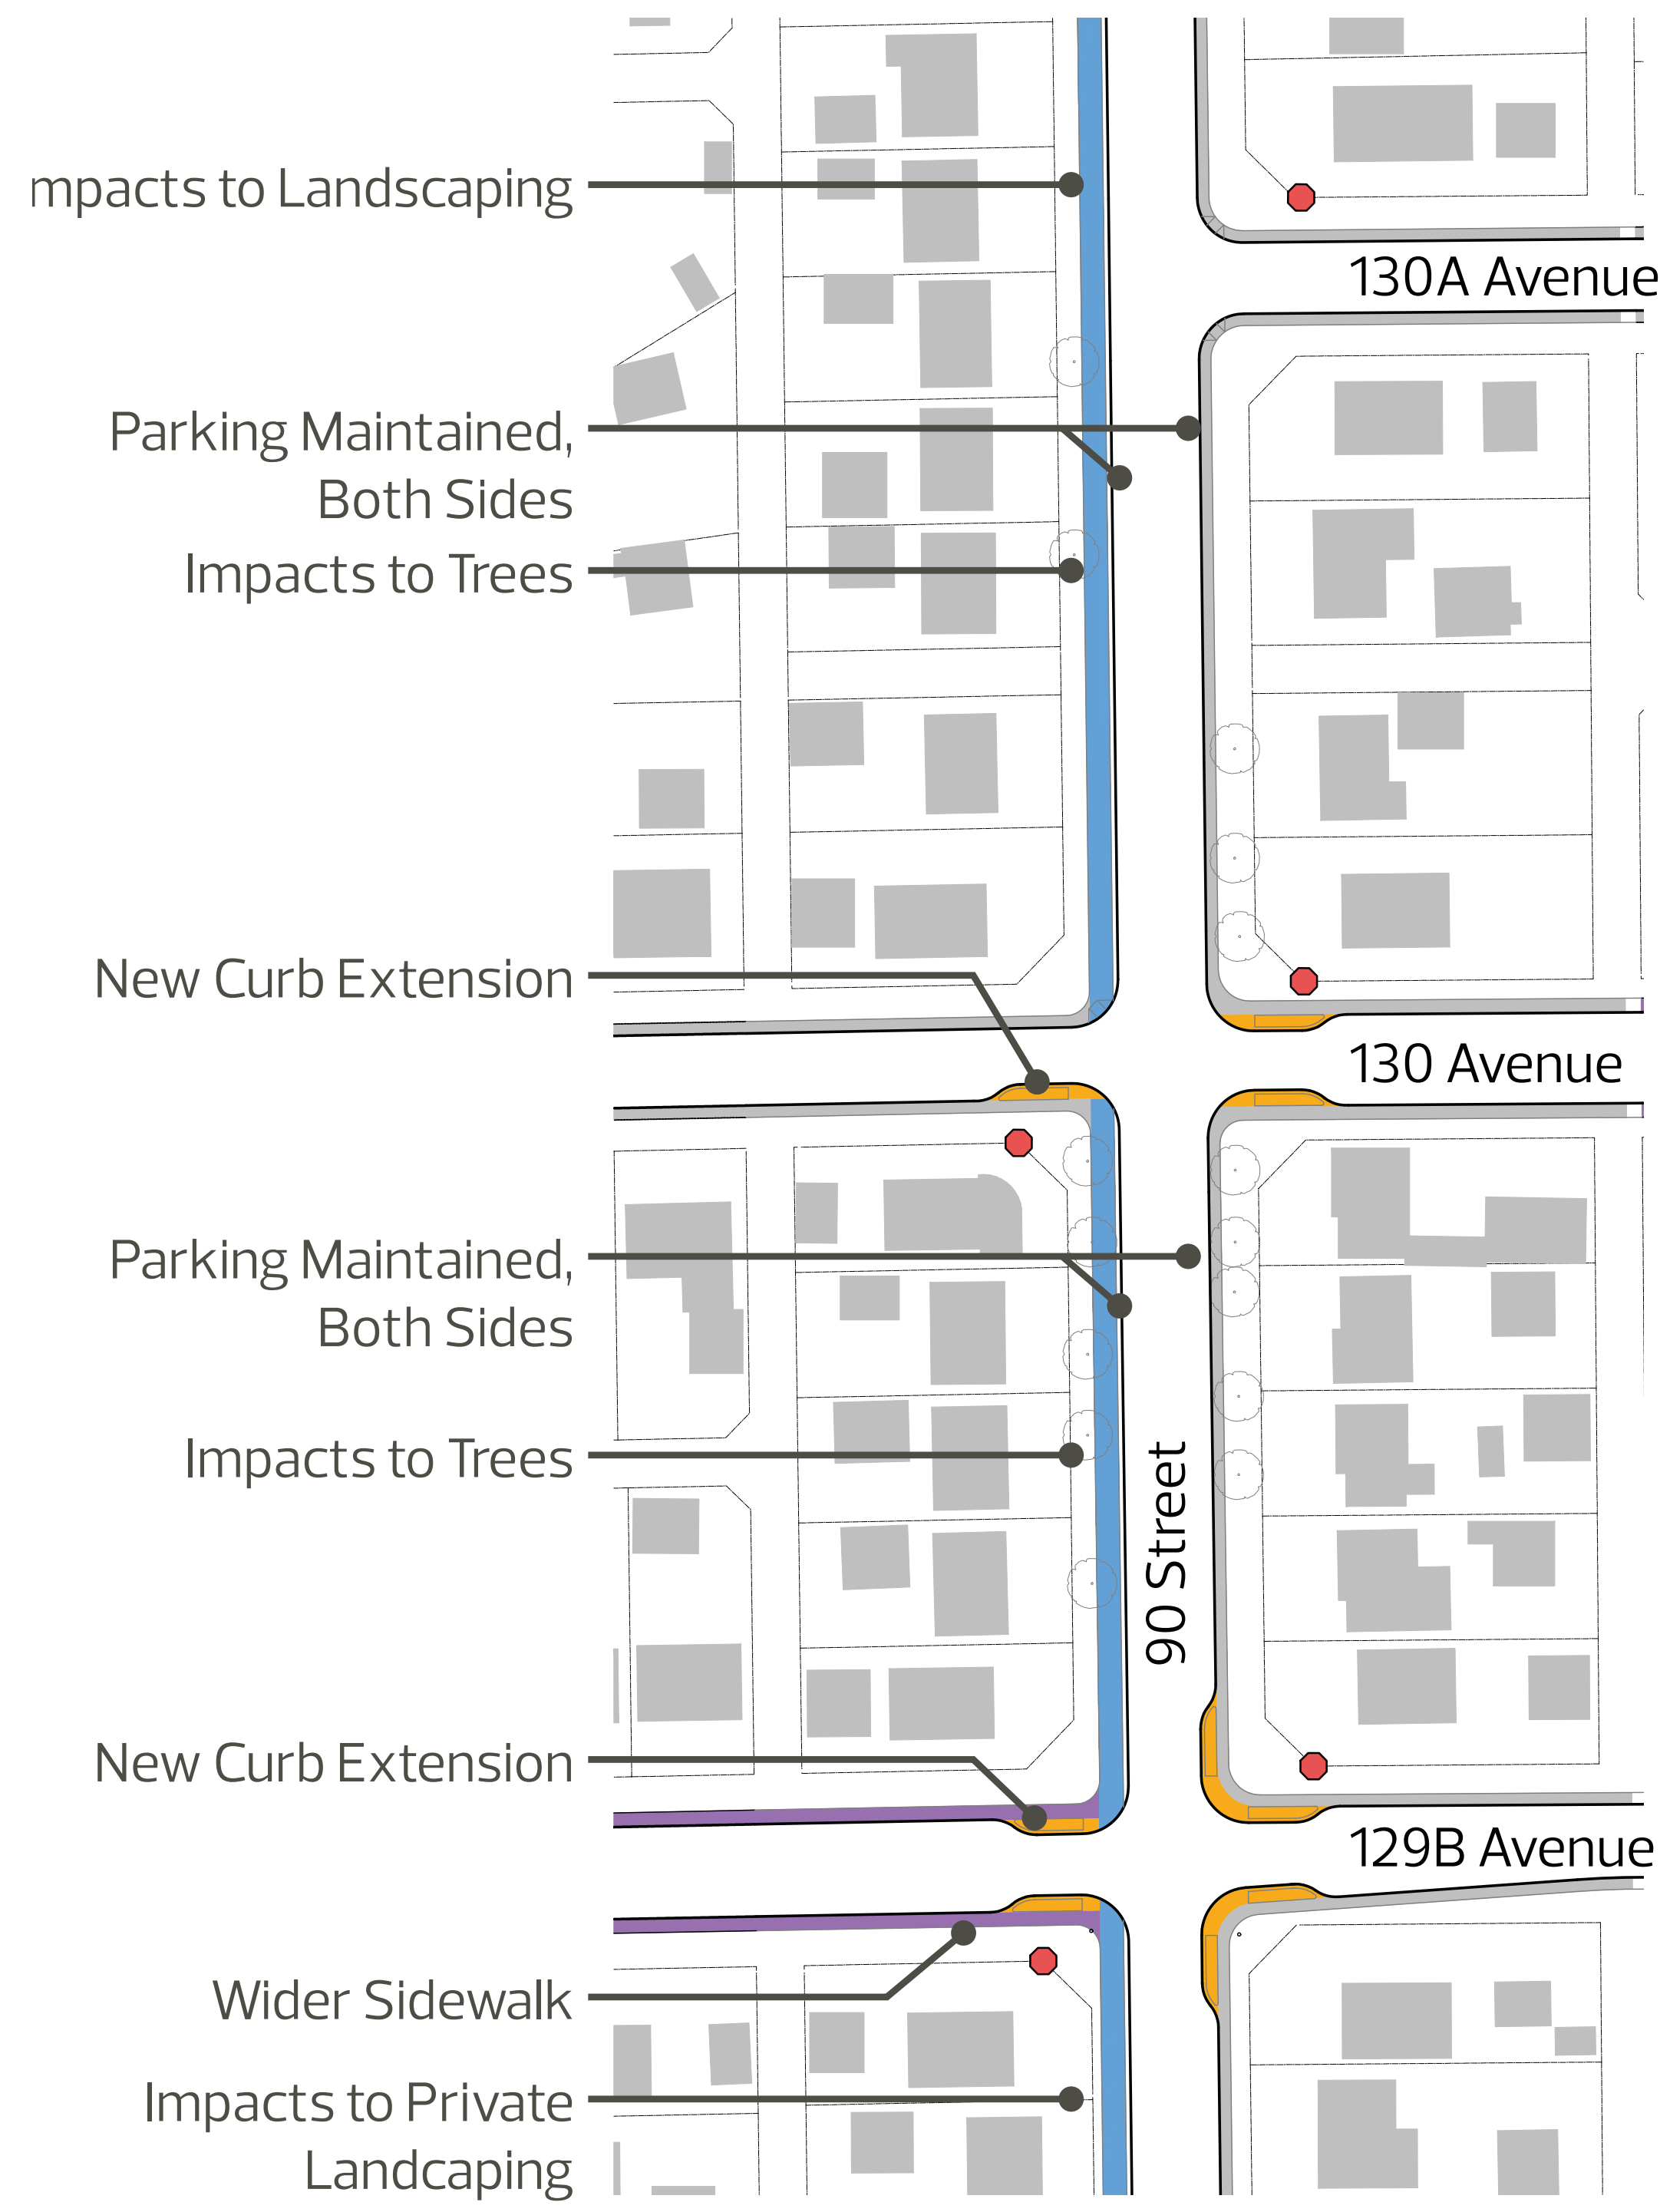 mpacts to Landscaping
130A Avenue
Parking Maintained,
Both Sides
Impacts to Trees
New Curb Extension
130 Avenue
Parking Maintained,
Both Sides
Impacts to Trees
90 Street
New Curb Extension
129B Avenue
Wider Sidewalk
Impacts to Private
Landcaping